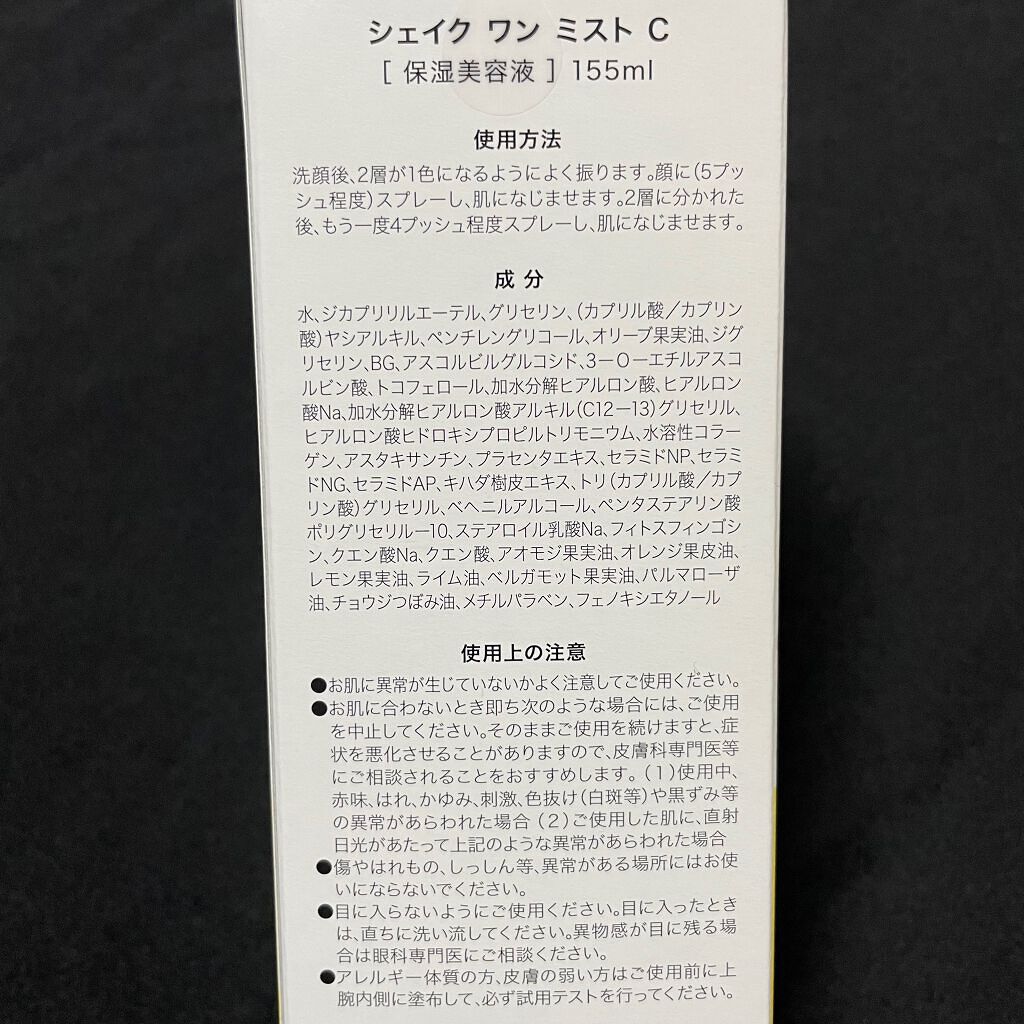 シェイク ワン ミスト C
[ 保湿美容液 ] 155ml
使用方法
洗顔後、2層が1色になるようによく振ります。顔に(5プッ
シュ程度)スプレーし、肌になじませます。2層に分かれた
後、もう一度4プッシュ程度スプレーし、肌になじませます。
成 分
水、ジカプリリルエーテル、グリセリン、(カプリル酸/カプリン
酸)ヤシアルキル、ペンチレングリコール、オリーブ果実油、ジグ
リセリン、BG、アスコルビルグルコシド、3-O-エチルアスコ
ルビン酸、トコフェロール、加水分解ヒアルロン酸、ヒアルロン
酸Na、加水分解ヒアルロン酸アルキル(C12-13)グリセリル、
ヒアルロン酸ヒドロキシプロピルトリモニウム、水溶性コラー
ゲン、アスタキサンチン、プラセンタエキス、セラミドNP、セラミ
ドNG、セラミドAP、キハダ樹皮エキス、トリ(カプリル酸/カプ
リン酸)グリセリル、ベヘニルアルコール、ペンタステアリン酸
ポリグリセリル-10、ステアロイル乳酸Na、フィトスフィンゴシ
ン、クエン酸Na、クエン酸、アオモジ果実油、オレンジ果皮油、
レモン果実油、ライム油、ベルガモット果実油、パルマローザ
油、チョウジつぼみ油、メチルパラベン、フェノキシエタノール
使用上の注意
●お肌に異常が生じていないかよく注意してご使用ください。
●お肌に合わないとき即ち次のような場合には、ご使用
を中止してください。そのままご使用を続けますと、症
状を悪化させることがありますので、皮膚科専門医等
にご相談されることをおすすめします。(1)使用中、
赤味、はれ、かゆみ、刺激、色抜け(白斑等)や黒ずみ等
の異常があらわれた場合(2)ご使用した肌に、直射
日光があたって上記のような異常があらわれた場合
●傷やはれもの、しっしん等、異常がある場所にはお使
いにならないでください。
●目に入らないようにご使用ください。目に入ったとき
は、直ちに洗い流してください。異物感が目に残る場
合は眼科専門医にご相談ください。
●アレルギー体質の方、皮膚の弱い方はご使用前に上
腕内側に塗布して、必ず試用テストを行ってください。